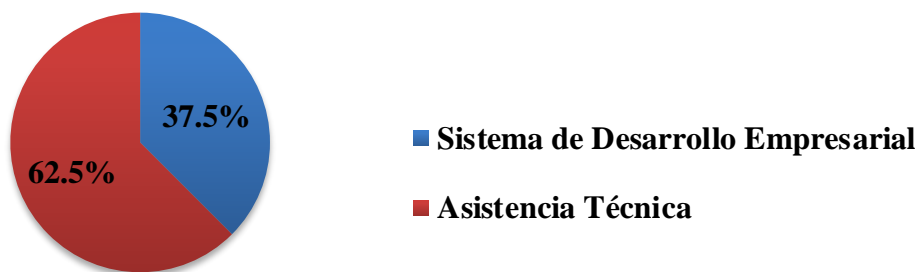 37.5%
62.5%
Sistema de Desarrollo Empresarial
Asistencia Técnica